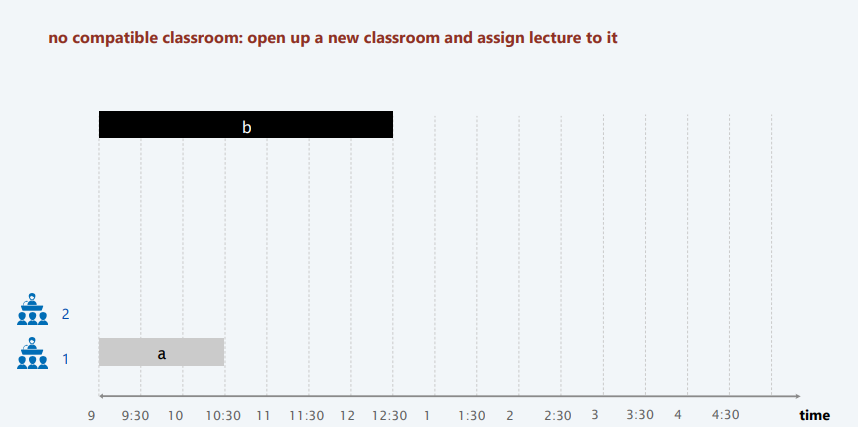 no compatible classroom: open up a new classroom and assign lecture to it
b
2
1
a
9 9:30 10 10:30 11 11:30 12 12:30 1 1:30 2 2:30 3 3:30 4 4:30 time